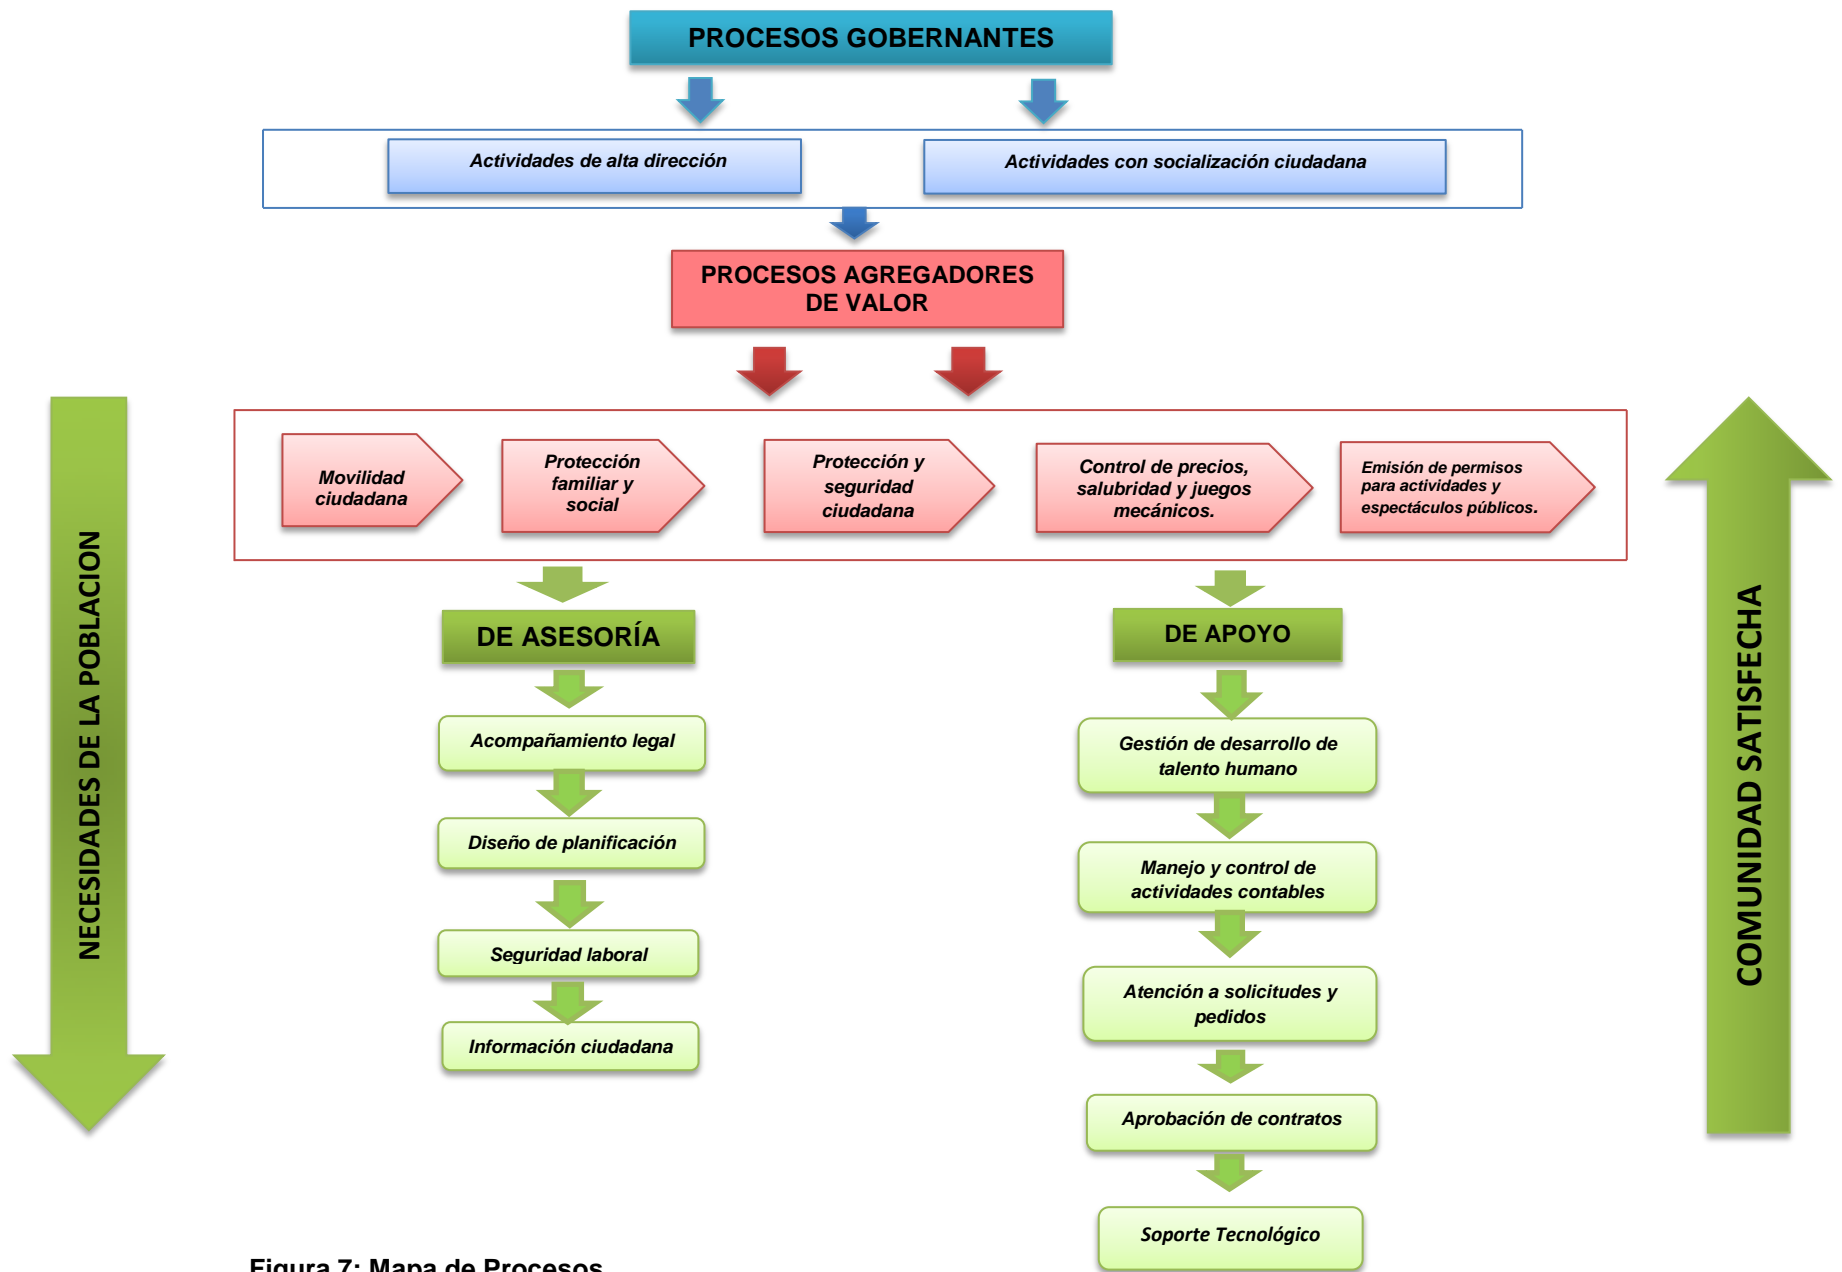 PROCESOS GOBERNANTES
Actividades de alta dirección
Actividades con socialización ciudadana
PROCESOS AGREGADORES
DE VALOR
NECESIDADES DE LA POBLACION
Movilidad
ciudadana
Protección
familiar y
social
Protección y
seguridad
ciudadana
Control de precios,
salubridad y juegos
mecánicos.
Emisión de permisos
para actividades y
espectáculos públicos.
COMUNIDAD SATISFECHA
DE ASESORÍA
Acompañamiento legal
Diseño de planificación
Seguridad laboral
Información ciudadana
DE APOYO
Gestión de desarrollo de
talento humano
Manejo y control de
actividades contables
Atención a solicitudes y
pedidos
Aprobación de contratos
Soporte Tecnológico
Figura 7: Mapa de Procesos